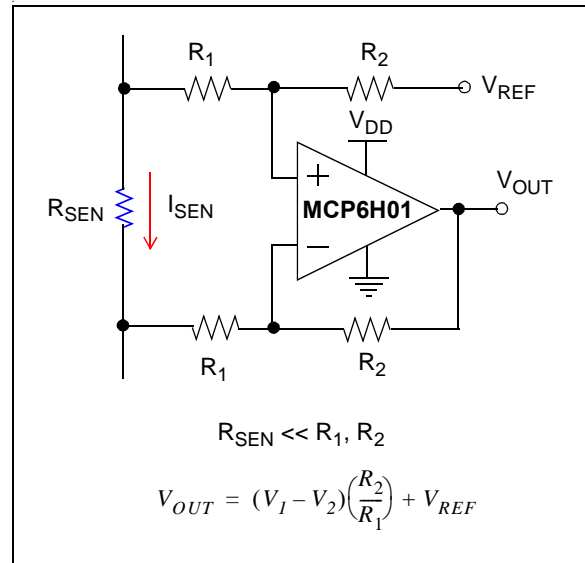 R1
R2
VREF
VDD
VOUT
+
RSEN
ISEN
MCP6H01
−
R1
R2
RSEN << R1, R2
VOUT = (V1 – V2)(R2/R1) + VREF